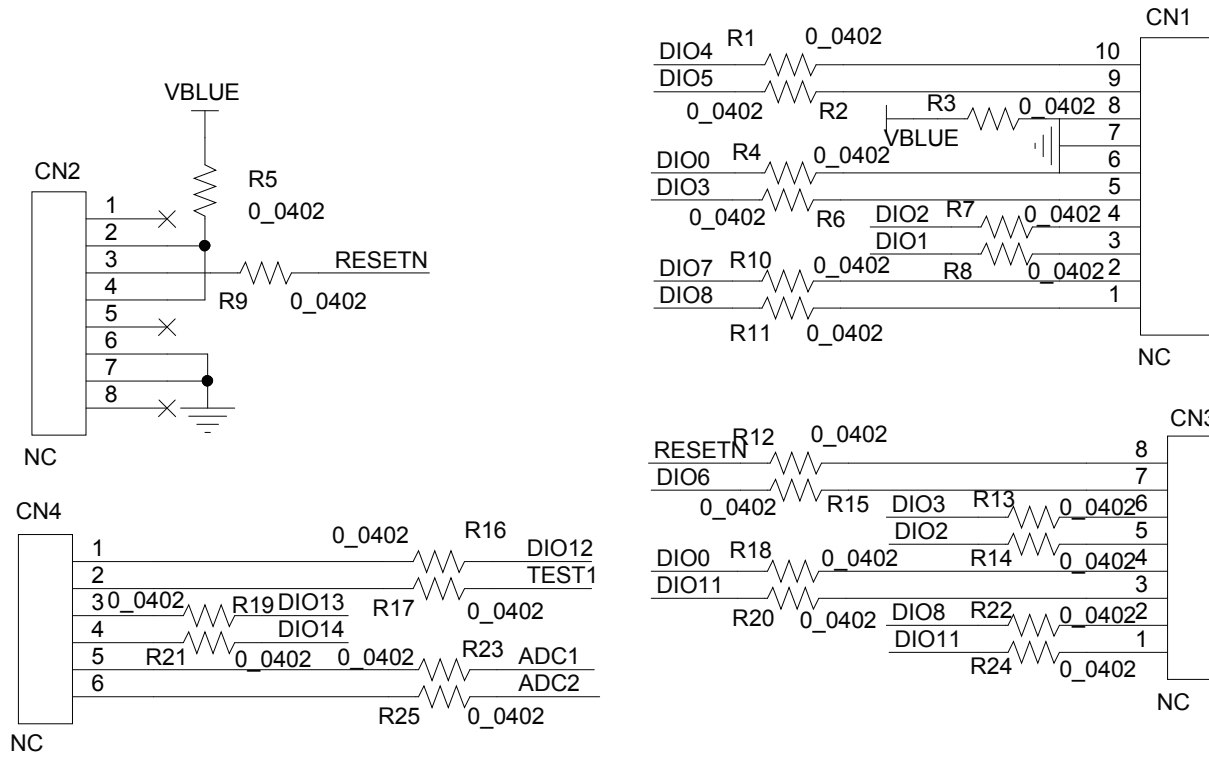 VBLUE
CN2
R5
0_0402
1
2
3
4
5
6
7
8
R9
0_0402
RESETN
NC
CN1
DIO4 R1 0_0402 10
DIO5 0_0402 R2 9
VBLUE R3 0_0402 8
7
DIO0 R4 0_0402 6
DIO3 0_0402 R6 5
DIO2 R7 0_0402 4
DIO1 R8 0_0402 3
DIO7 R10 0_0402 2
DIO8 R11 0_0402 1
NC
CN4
1 0_0402 R16 DIO12
2 R17 0_0402 TEST1
3 0_0402 R19 DIO13
4 R21 0_0402 DIO14
5 0_0402 R23 ADC1
6 R25 0_0402 ADC2
NC
CN3
RESETN R12 0_0402 8
DIO6 0_0402 R15 7
DIO3 R13 0_0402 6
DIO2 R14 0_0402 5
DIO0 R18 0_0402 4
DIO11 R20 0_0402 3
DIO8 R22 0_0402 2
DIO11 R24 0_0402 1
NC